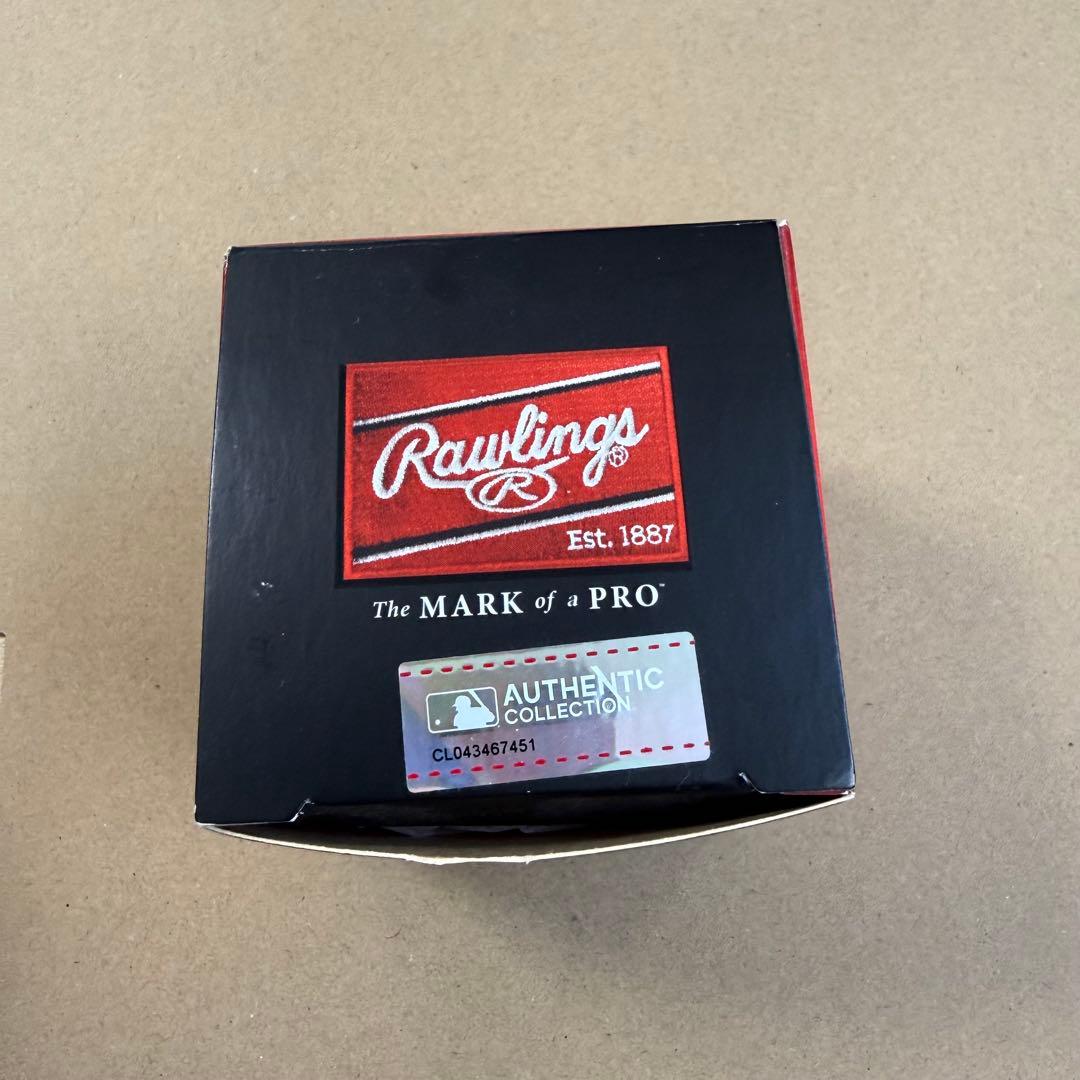 Rawlings®
R
Est. 1887
The MARK of a PRO™
AUTHENTIC
COLLECTION
CL043467451